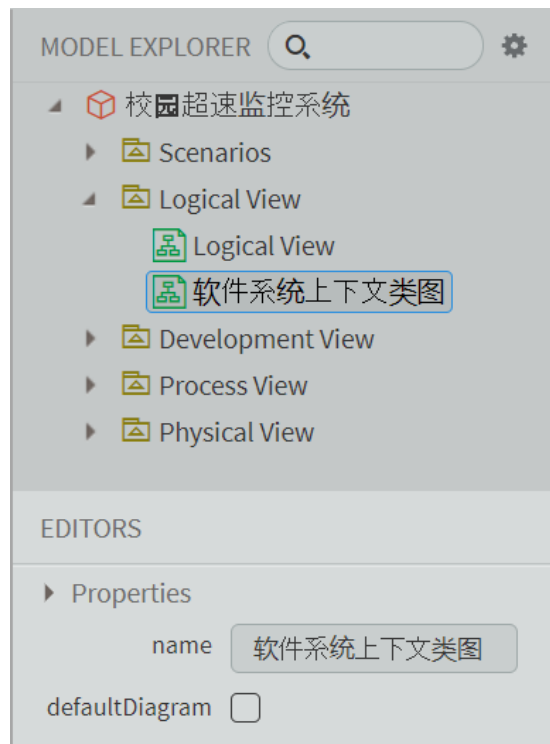 MODEL EXPLORER
校园超速监控系统
Scenarios
Logical View
Logical View
软件系统上下文类图
Development View
Process View
Physical View
EDITORS
Properties
name 软件系统上下文类图
defaultDiagram